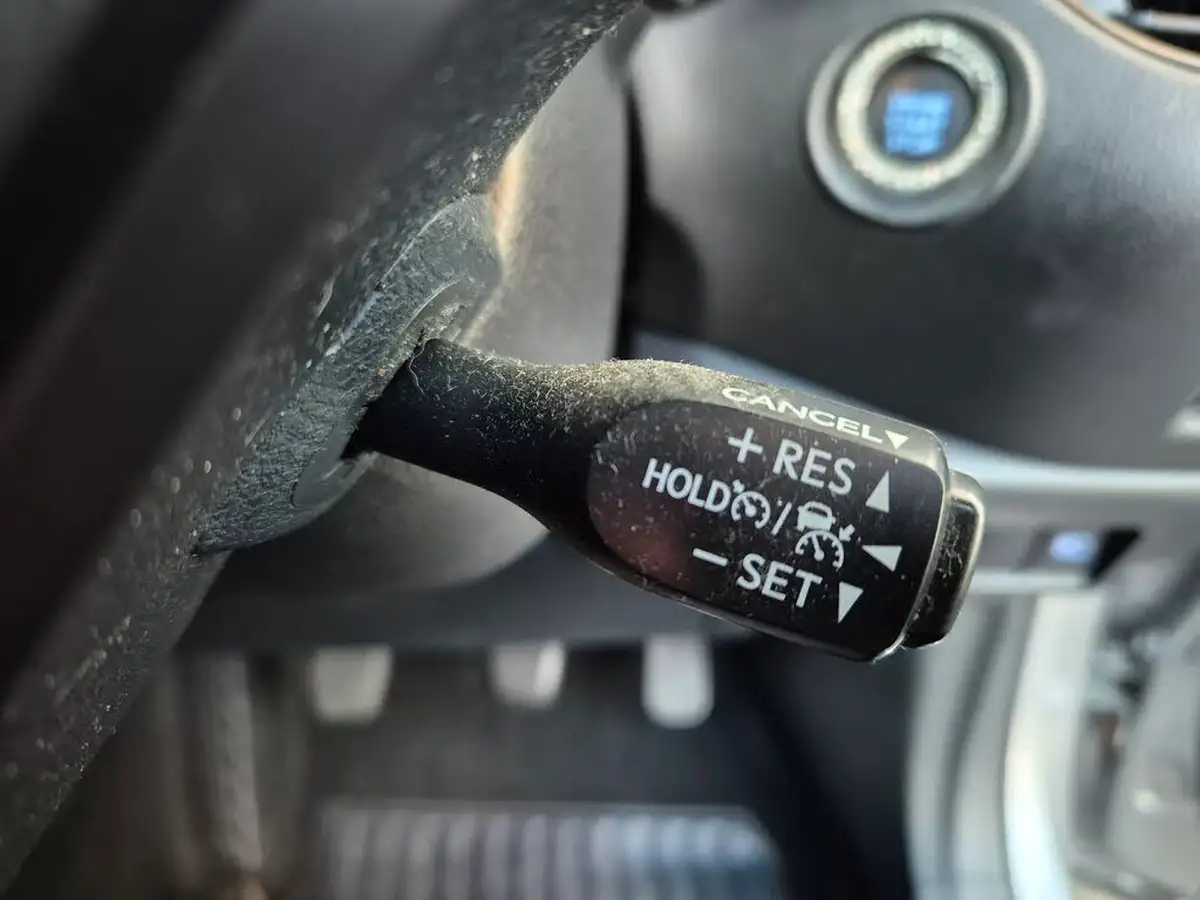 CANCEL
+ RES
HOLD /
− SET